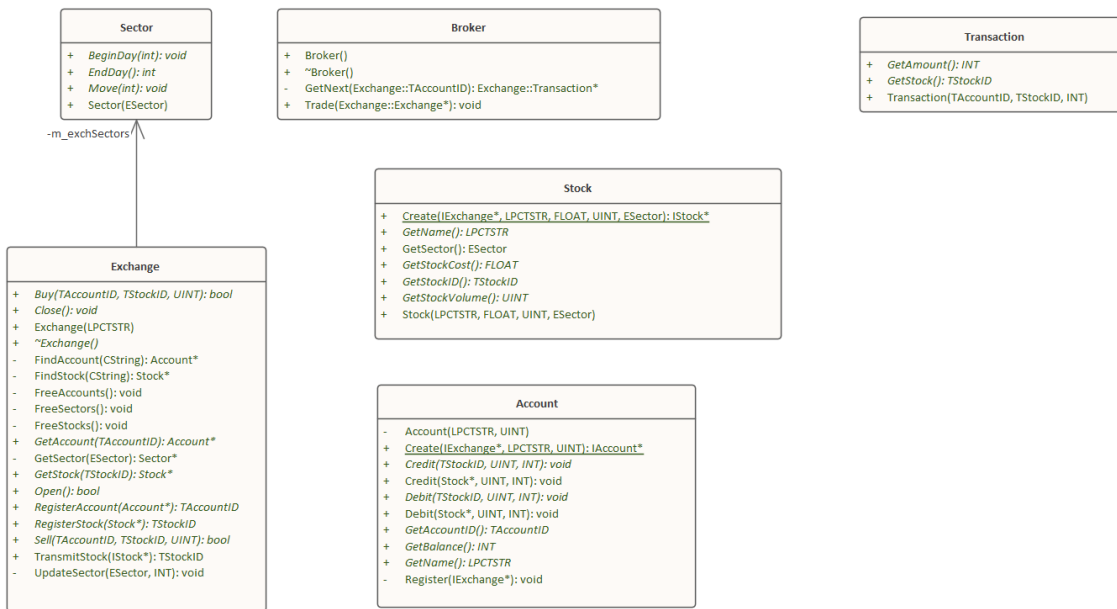 Sector
+ BeginDay(int): void
+ EndDay(): int
+ Move(int): void
+ Sector(ESector)
Broker
+ Broker()
+ ~Broker()
- GetNext(Exchange::TAccountID): Exchange::Transaction*
+ Trade(Exchange::Exchange*): void
Transaction
+ GetAmount(): INT
+ GetStock(): TStockID
+ Transaction(TAccountID, TStockID, INT)
-m_exchSectors
Stock
+ Create(IExchange*, LPCTSTR, FLOAT, UINT, ESector): IStock*
+ GetName(): LPCTSTR
+ GetSector(): ESector
+ GetStockCost(): FLOAT
+ GetStockID(): TStockID
+ GetStockVolume(): UINT
+ Stock(LPCTSTR, FLOAT, UINT, ESector)
Exchange
+ Buy(TAccountID, TStockID, UINT): bool
+ Close(): void
+ Exchange(LPCTSTR)
+ ~Exchange()
- FindAccount(CString): Account*
- FindStock(CString): Stock*
- FreeAccounts(): void
- FreeSectors(): void
- FreeStocks(): void
+ GetAccount(TAccountID): Account*
- GetSector(ESector): Sector*
+ GetStock(TStockID): Stock*
+ Open(): bool
+ RegisterAccount(Account*): TAccountID
+ RegisterStock(Stock*): TStockID
+ Sell(TAccountID, TStockID, UINT): bool
+ TransmitStock(IStock*): TStockID
- UpdateSector(ESector, INT): void
Account
- Account(LPCTSTR, UINT)
+ Create(IExchange*, LPCTSTR, UINT): IAccount*
+ Credit(TStockID, UINT, INT): void
+ Credit(Stock*, UINT, INT): void
+ Debit(TStockID, UINT, INT): void
+ Debit(Stock*, UINT, INT): void
+ GetAccountID(): TAccountID
+ GetBalance(): INT
+ GetName(): LPCTSTR
- Register(IExchange*): void